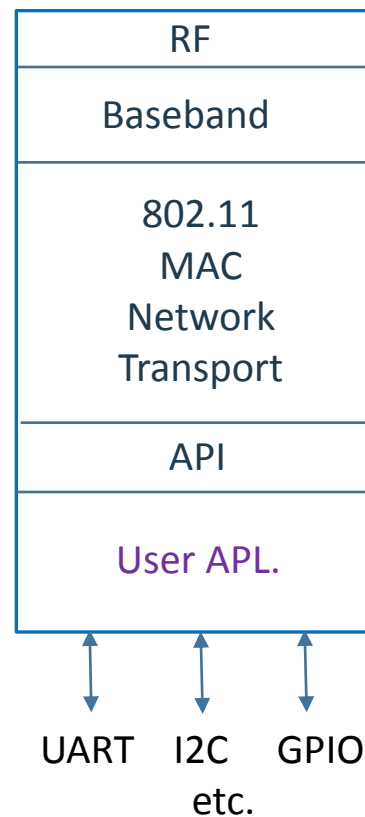 RF
Baseband
802.11
MAC
Network
Transport
API
User APL.
UART I2C GPIO
etc.